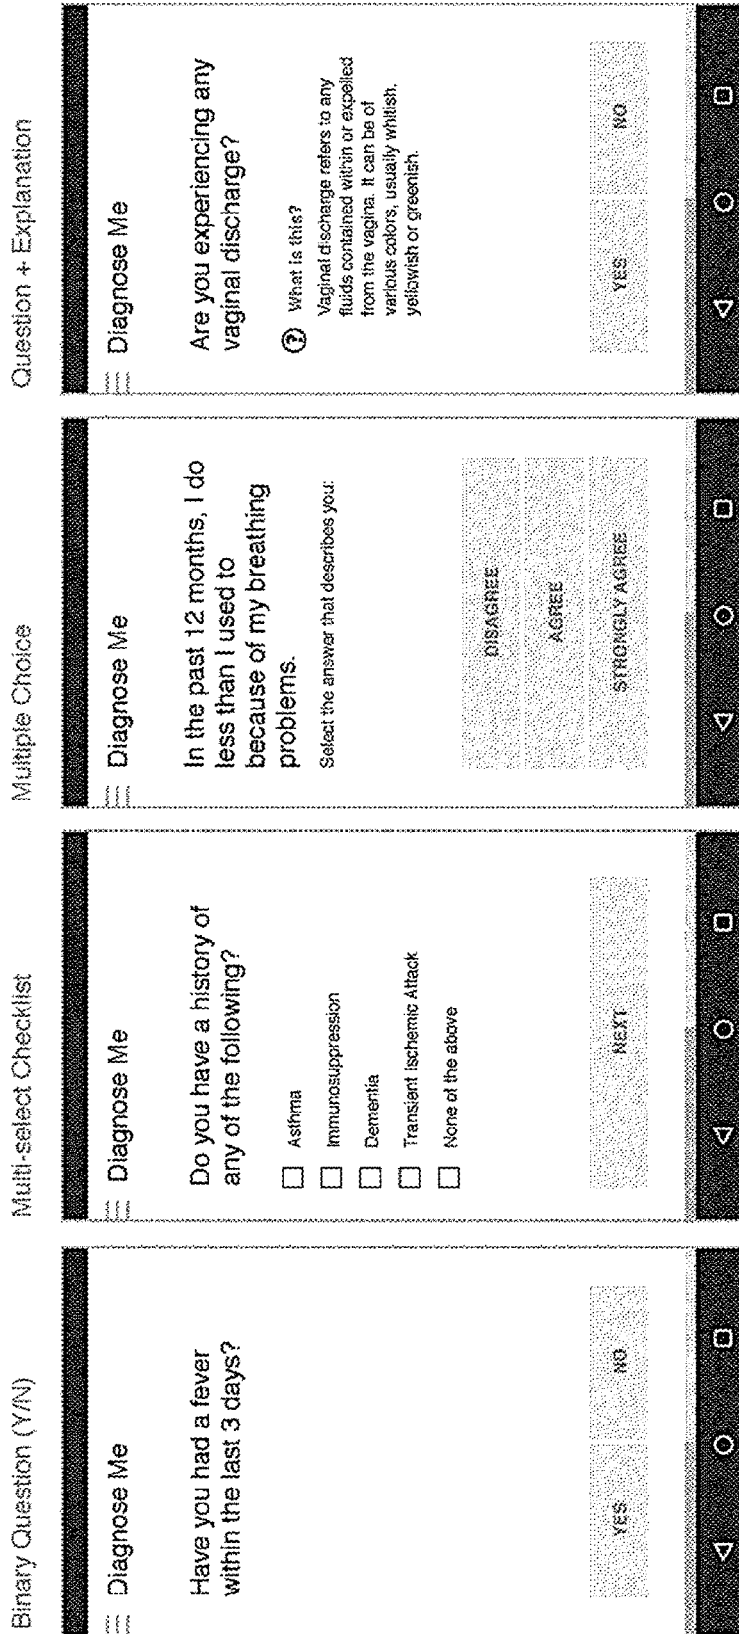 Binary Question (Y/N)
Diagnose Me
Have you had a fever
within the last 3 days?
YES
NO
Multi-select Checklist
Diagnose Me
Do you have a history of
any of the following?
Asthma
Immunosuppression
Dementia
Transient Ischemic Attack
None of the above
NEXT
Multiple Choice
Diagnose Me
In the past 12 months, I do
less than I used to
because of my breathing
problems.
Select the answer that describes you:
DISAGREE
AGREE
STRONGLY AGREE
Question + Explanation
Diagnose Me
Are you experiencing any
vaginal discharge?
? What is this?
Vaginal discharge refers to any
fluids contained within or expelled
from the vagina. It can be of
various colors, usually whitish,
yellowish or greenish.
YES
NO